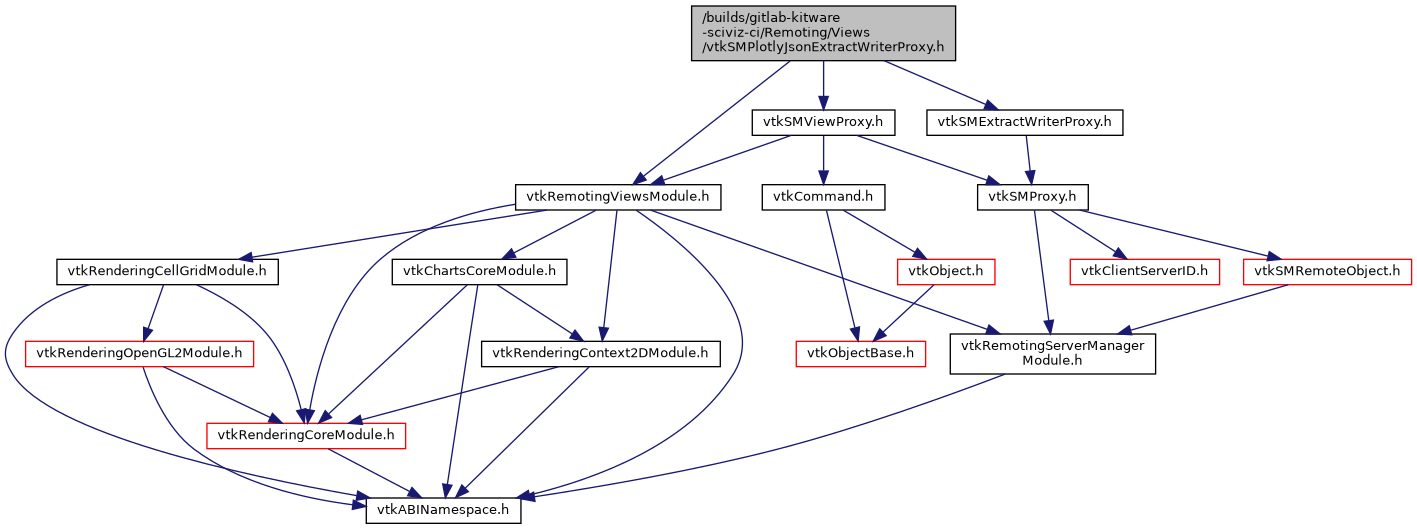 /builds/gitlab-kitware
-sciviz-ci/Remoting/Views
/vtkSMPlotlyJsonExtractWriterProxy.h
vtkSMViewProxy.h
vtkSMExtractWriterProxy.h
vtkRemotingViewsModule.h
vtkCommand.h
vtkSMProxy.h
vtkRenderingCellGridModule.h
vtkChartsCoreModule.h
vtkObject.h
vtkClientServerID.h
vtkSMRemoteObject.h
vtkRenderingOpenGL2Module.h
vtkRenderingContext2DModule.h
vtkObjectBase.h
vtkRemotingServerManager
Module.h
vtkRenderingCoreModule.h
vtkABINamespace.h